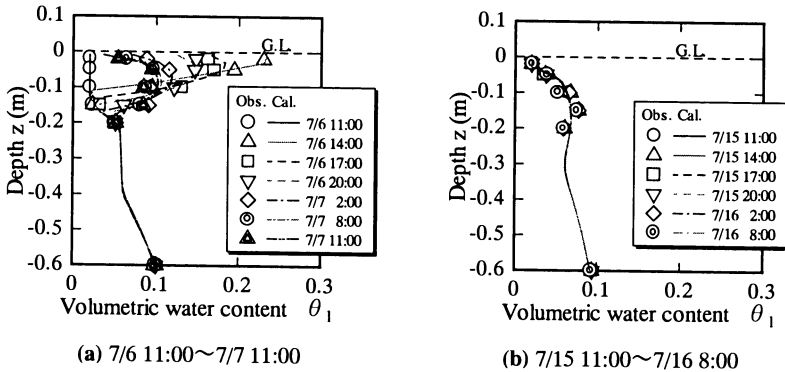 0.1
0
-0.1
-0.2
-0.3
-0.4
-0.5
-0.6
Depth z (m)
G.L.
Obs. Cal.
7/6 11:00
7/6 14:00
7/6 17:00
7/6 20:00
7/7 2:00
7/7 8:00
7/7 11:00
0 0.1 0.2 0.3
Volumetric water content θ1
(a) 7/6 11:00～7/7 11:00
0.1
0
-0.1
-0.2
-0.3
-0.4
-0.5
-0.6
Depth z (m)
G.L.
Obs. Cal.
7/15 11:00
7/15 14:00
7/15 17:00
7/15 20:00
7/16 2:00
7/16 8:00
0 0.1 0.2 0.3
Volumetric water content θ1
(b) 7/15 11:00～7/16 8:00